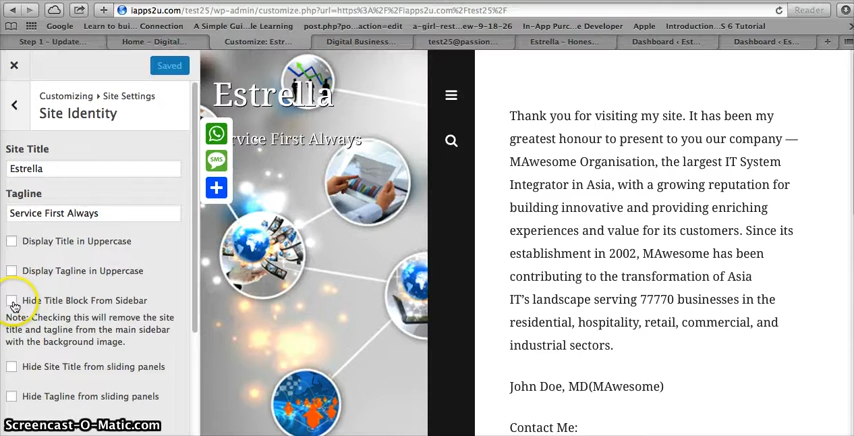 iapps2u.com/test25/wp-admin/customize.php?url=https%3A%2F%2Fiapps2u.com%2Ftest25%2F
Reader
Google
Learn to bui... Connection
A Simple Gui...le Learning
post.php?po...action=edit
a-girl-rest...ew-9-18-26
In-App Purc...e Developer
Apple
Introduction...S 6 Tutorial
Step 1 - Update...
Home – Digital...
Customize: Estr...
Digital Business...
test25@passion...
Estrella – Hones...
Dashboard ‹ Est...
Dashboard ‹ Es...
Saved
Customizing ▸ Site Settings
Site Identity
Site Title
Estrella
Tagline
Service First Always
Display Title in Uppercase
Display Tagline in Uppercase
Hide Title Block From Sidebar
Note: Checking this will remove the site
title and tagline from the main sidebar
with the background image.
Hide Site Title from sliding panels
Hide Tagline from sliding panels
Estrella
rvice First Always
SMS
Thank you for visiting my site. It has been my
greatest honour to present to you our company —
MAwesome Organisation, the largest IT System
Integrator in Asia, with a growing reputation for
building innovative and providing enriching
experiences and value for its customers. Since its
establishment in 2002, MAwesome has been
contributing to the transformation of Asia
IT's landscape serving 77770 businesses in the
residential, hospitality, retail, commercial, and
industrial sectors.
John Doe, MD(MAwesome)
Contact Me:
Screencast-O-Matic.com